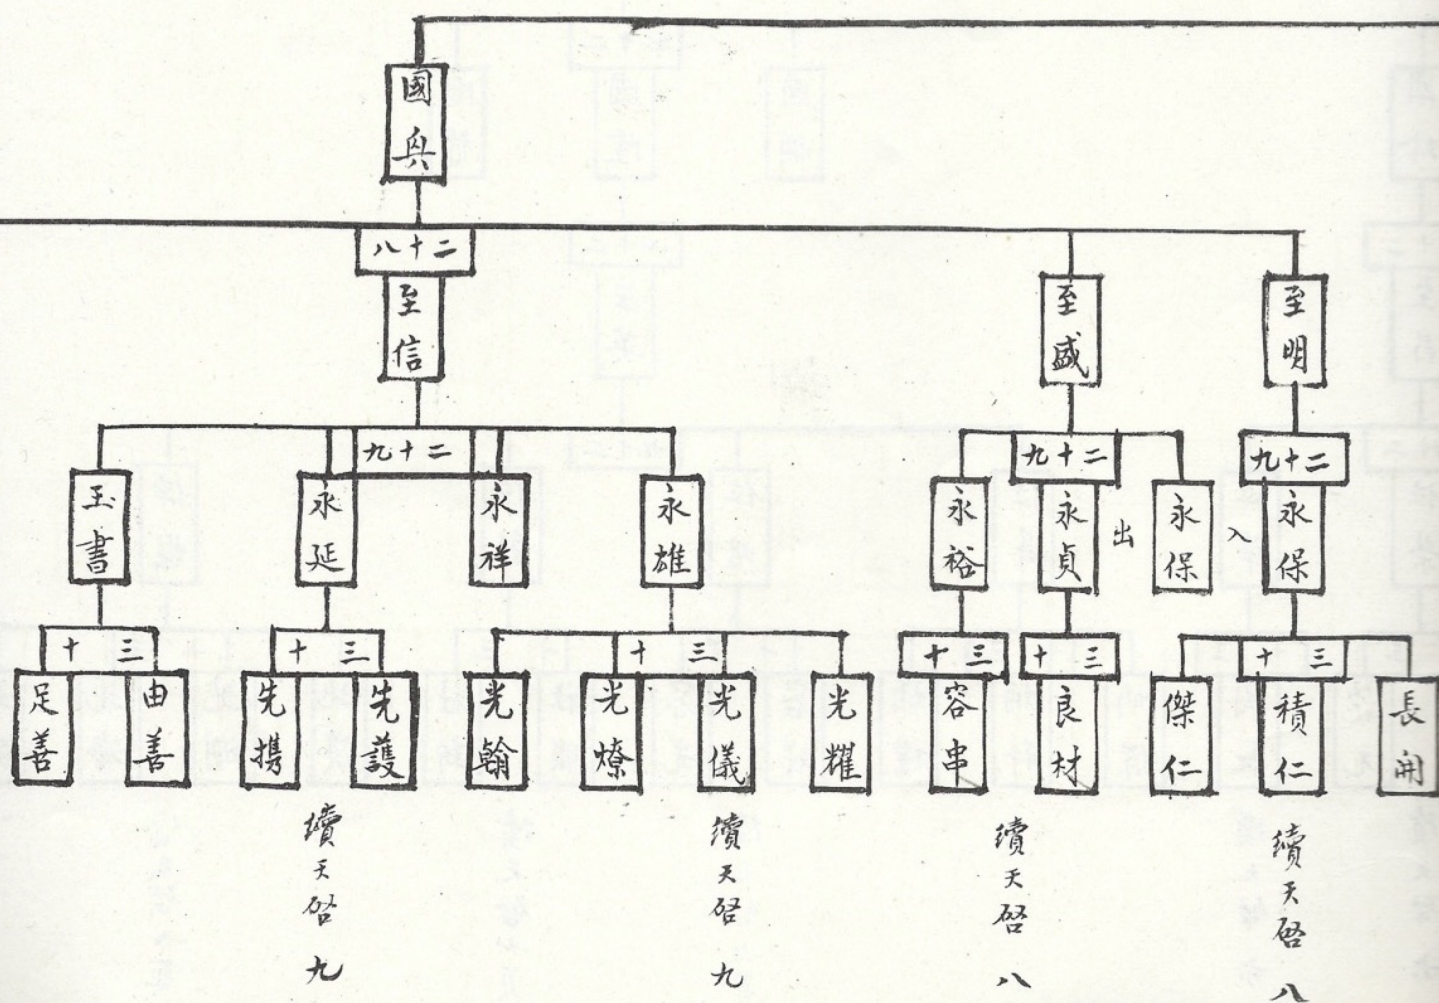 國兵
二十八
至明
至盛
至信
二十九
二十九
二十九
永保
入
永保
出
永貞
永裕
永雄
永祥
永延
玉書
三十
三十
三十
三十
三十
三十
長開
積仁
傑仁
良材
容串
光耀
光儀
光燎
光翰
先護
先携
由善
足善
續天啓八
續天啓八
續天啓九
續天啓九